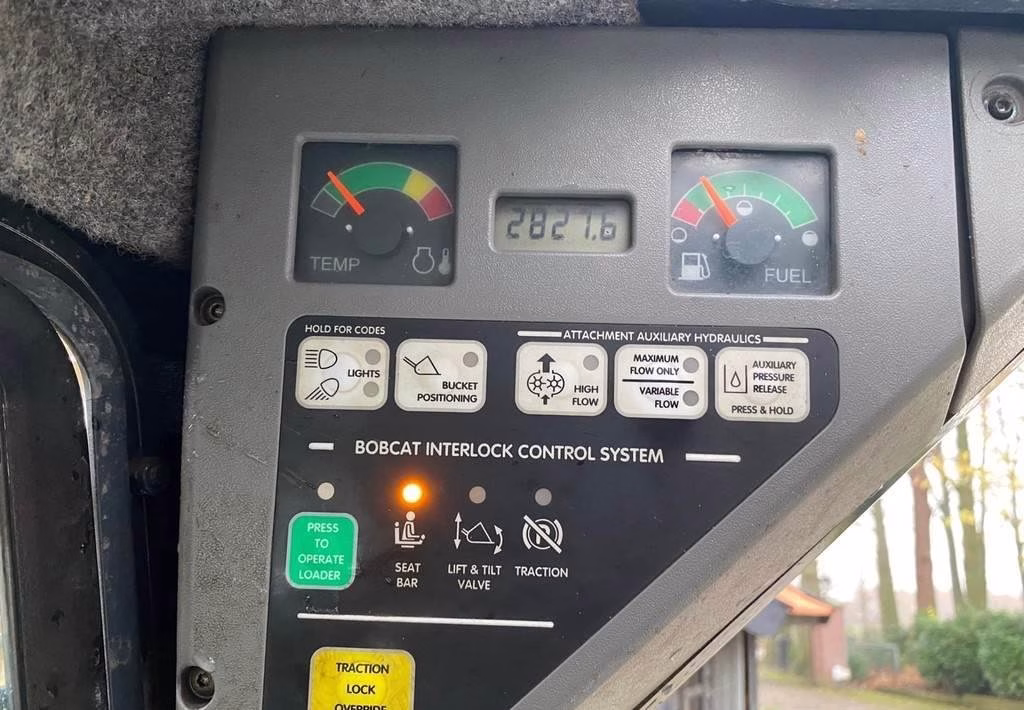 2827.6
TEMP
FUEL
HOLD FOR CODES
ATTACHMENT AUXILIARY HYDRAULICS
LIGHTS
BUCKET
POSITIONING
HIGH
FLOW
MAXIMUM
FLOW ONLY
VARIABLE
FLOW
AUXILIARY
PRESSURE
RELEASE
PRESS & HOLD
BOBCAT INTERLOCK CONTROL SYSTEM
PRESS
TO
OPERATE
LOADER
SEAT
BAR
LIFT & TILT
VALVE
TRACTION
TRACTION
LOCK
OVERRIDE